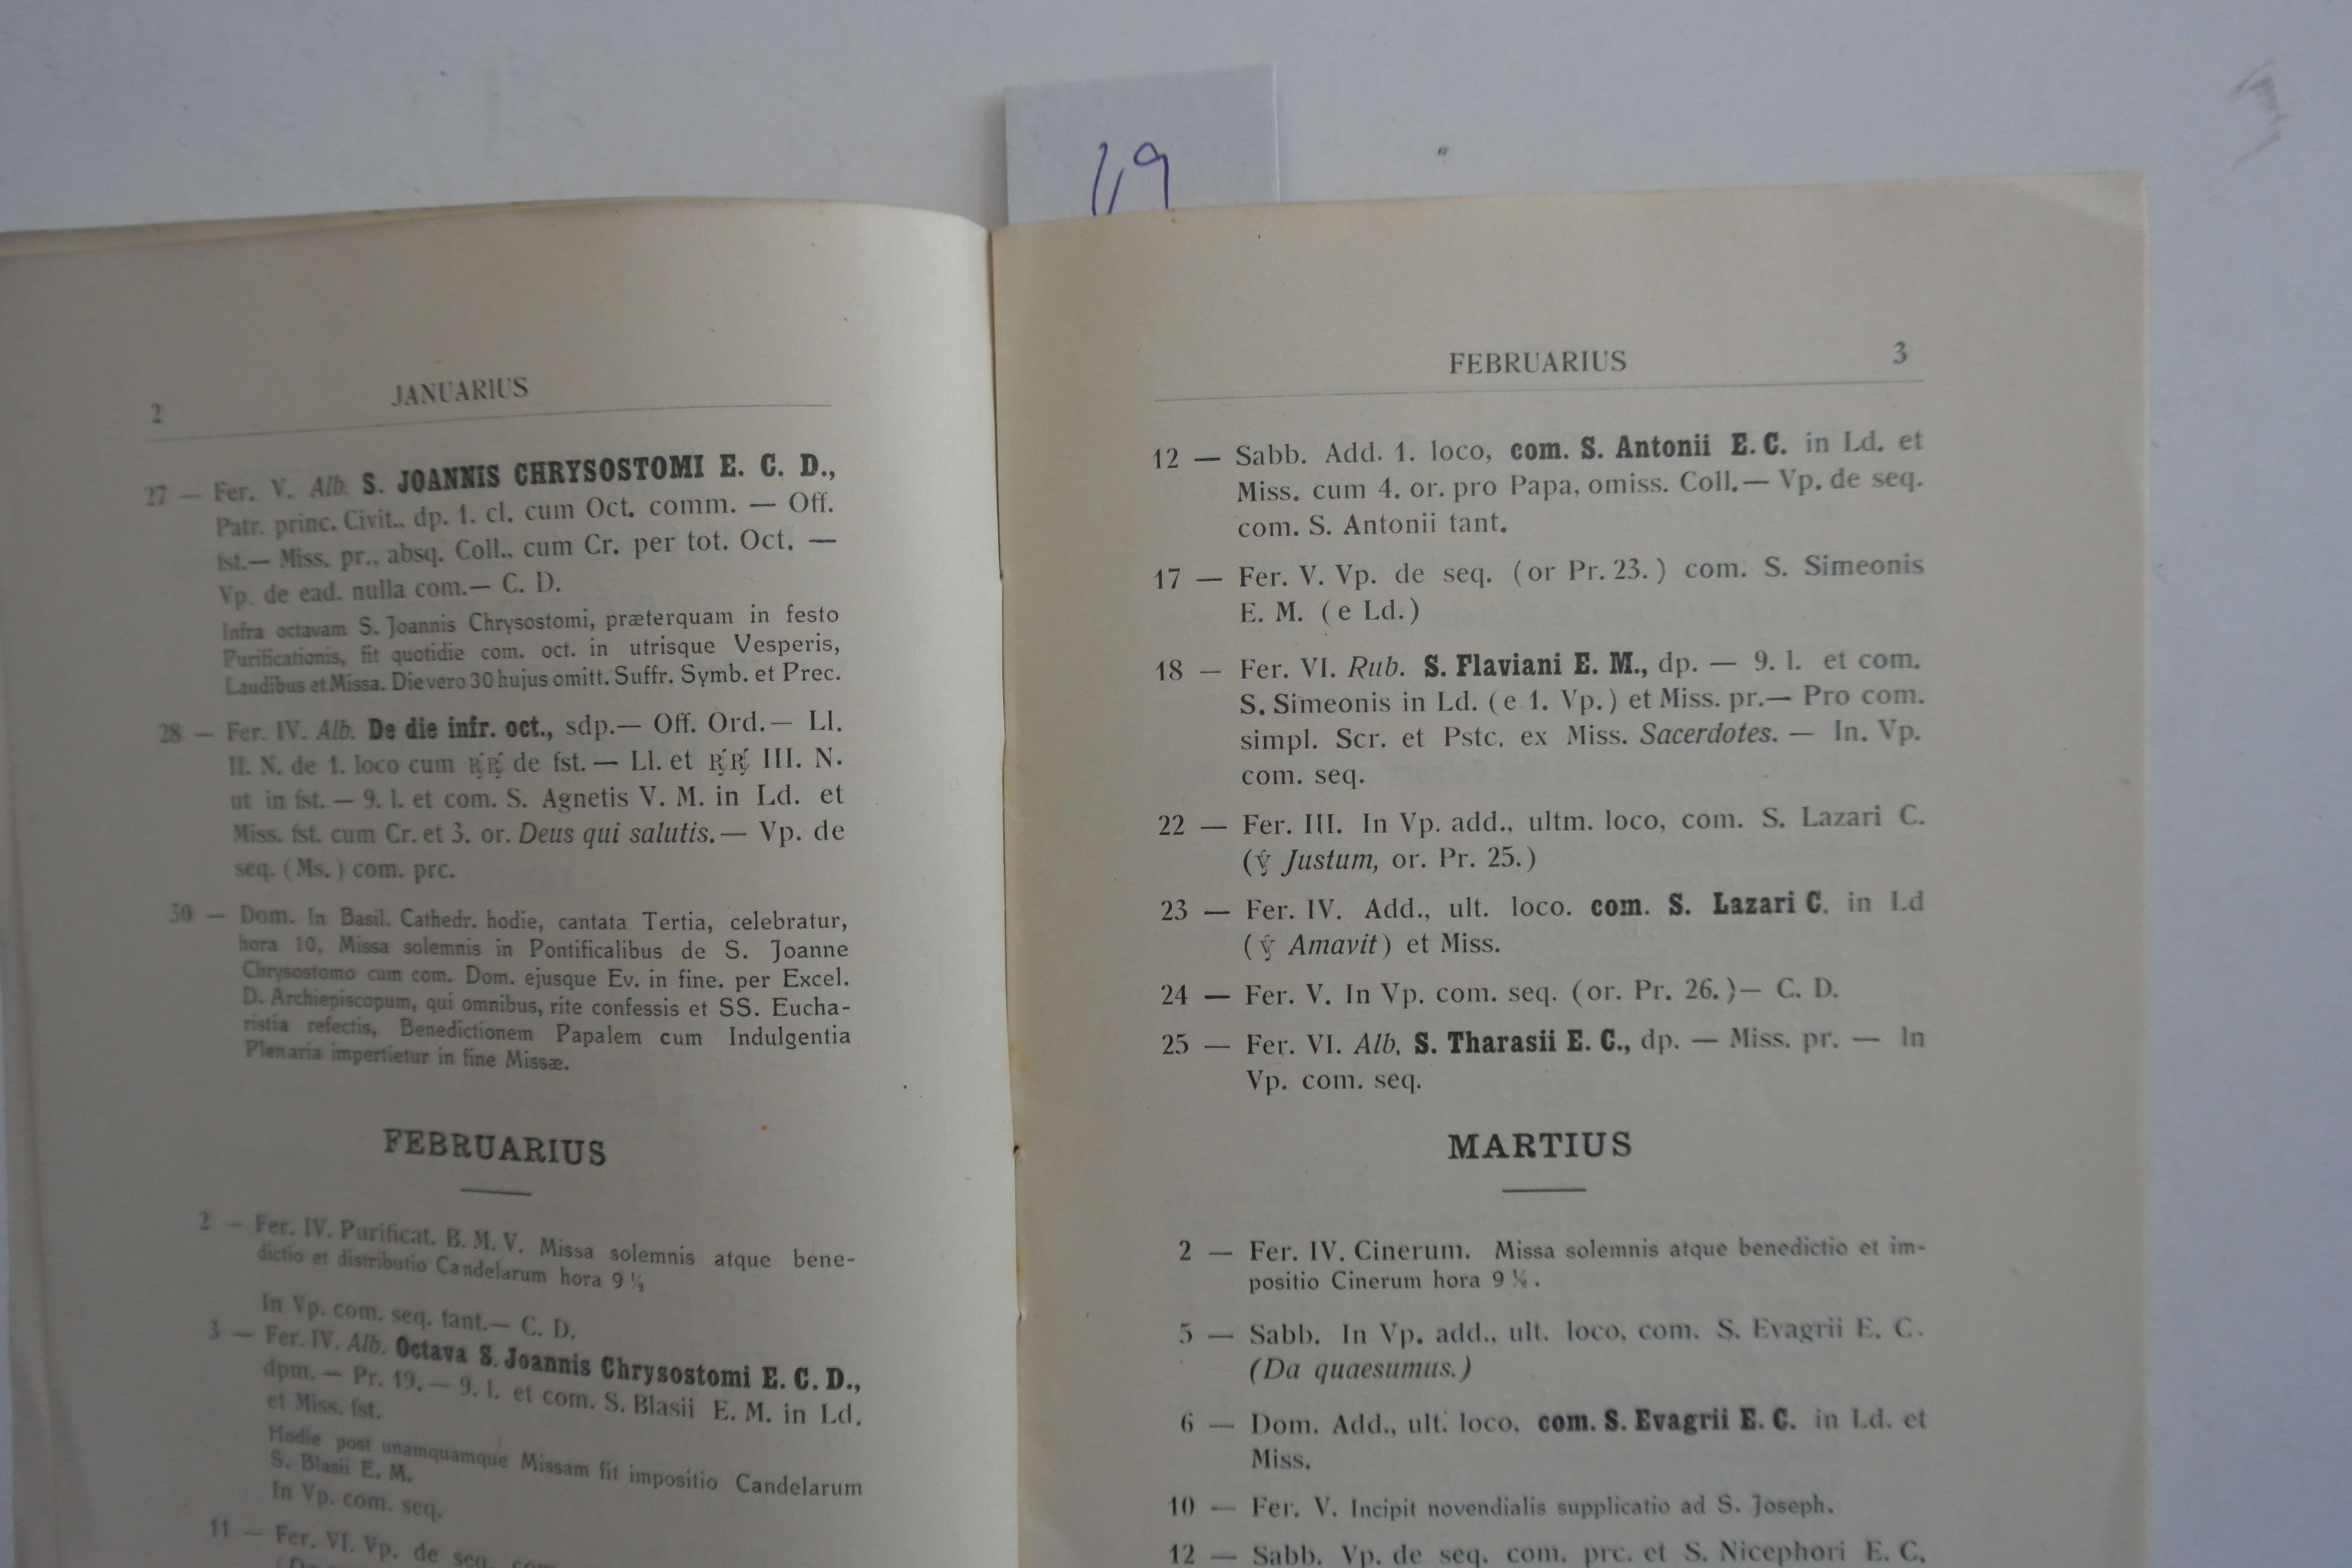 119
2 JANUARIUS
27 — Fer. V. Alb. S. JOANNIS CHRYSOSTOMI E. C. D.,
Patr. princ. Civit., dp. 1. cl. cum Oct. comm. — Off.
fst.— Miss. pr., absq. Coll., cum Cr. per tot. Oct. —
Vp. de ead. nulla com.— C. D.
Infra octavam S. Joannis Chrysostomi, præterquam in festo
Purificationis, fit quotidie com. oct. in utrisque Vesperis,
Laudibus et Missa. Die vero 30 hujus omitt. Suffr. Symb. et Prec.
28 — Fer. IV. Alb. De die infr. oct., sdp.— Off. Ord.— Ll.
II. N. de 1. loco cum ℟℟ de fst. — Ll. et ℟℟ III. N.
ut in fst. — 9. l. et com. S. Agnetis V. M. in Ld. et
Miss. fst. cum Cr. et 3. or. Deus qui salutis.— Vp. de
seq. (Ms.) com. prc.
30 — Dom. In Basil. Cathedr. hodie, cantata Tertia, celebratur,
hora 10, Missa solemnis in Pontificalibus de S. Joanne
Chrysostomo cum com. Dom. ejusque Ev. in fine. per Excel.
D. Archiepiscopum, qui omnibus, rite confessis et SS. Eucha-
ristia refectis, Benedictionem Papalem cum Indulgentia
Plenaria impertietur in fine Missæ.
FEBRUARIUS
2 — Fer. IV. Purificat. B. M. V. Missa solemnis atque bene-
dictio et distributio Candelarum hora 9 ½
In Vp. com. seq. tant.— C. D.
3 — Fer. IV. Alb. Octava S. Joannis Chrysostomi E. C. D.,
dpm. — Pr. 19. — 9. l. et com. S. Blasii E. M. in Ld.
et Miss. fst.
Hodie post unamquamque Missam fit impositio Candelarum
S. Blasii E. M.
In Vp. com. seq.
11 — Fer. VI. Vp. de seq. com
FEBRUARIUS 3
12 — Sabb. Add. 1. loco, com. S. Antonii E. C. in Ld. et
Miss. cum 4. or. pro Papa, omiss. Coll.— Vp. de seq.
com. S. Antonii tant.
17 — Fer. V. Vp. de seq. (or Pr. 23.) com. S. Simeonis
E. M. (e Ld.)
18 — Fer. VI. Rub. S. Flaviani E. M., dp. — 9. l. et com.
S. Simeonis in Ld. (e 1. Vp.) et Miss. pr.— Pro com.
simpl. Scr. et Pstc. ex Miss. Sacerdotes. — In. Vp.
com. seq.
22 — Fer. III. In Vp. add., ultm. loco, com. S. Lazari C.
(℣ Justum, or. Pr. 25.)
23 — Fer. IV. Add., ult. loco. com. S. Lazari C. in Ld
(℣ Amavit) et Miss.
24 — Fer. V. In Vp. com. seq. (or. Pr. 26.)— C. D.
25 — Fer. VI. Alb. S. Tharasii E. C., dp. — Miss. pr. — In
Vp. com. seq.
MARTIUS
2 — Fer. IV. Cinerum. Missa solemnis atque benedictio et im-
positio Cinerum hora 9 ½.
5 — Sabb. In Vp. add., ult. loco, com. S. Evagrii E. C.
(Da quaesumus.)
6 — Dom. Add., ult. loco, com. S. Evagrii E. C. in Ld. et
Miss.
10 — Fer. V. Incipit novendialis supplicatio ad S. Joseph.
12 — Sabb. Vp. de seq. com. prc. et S. Nicephori E. C.